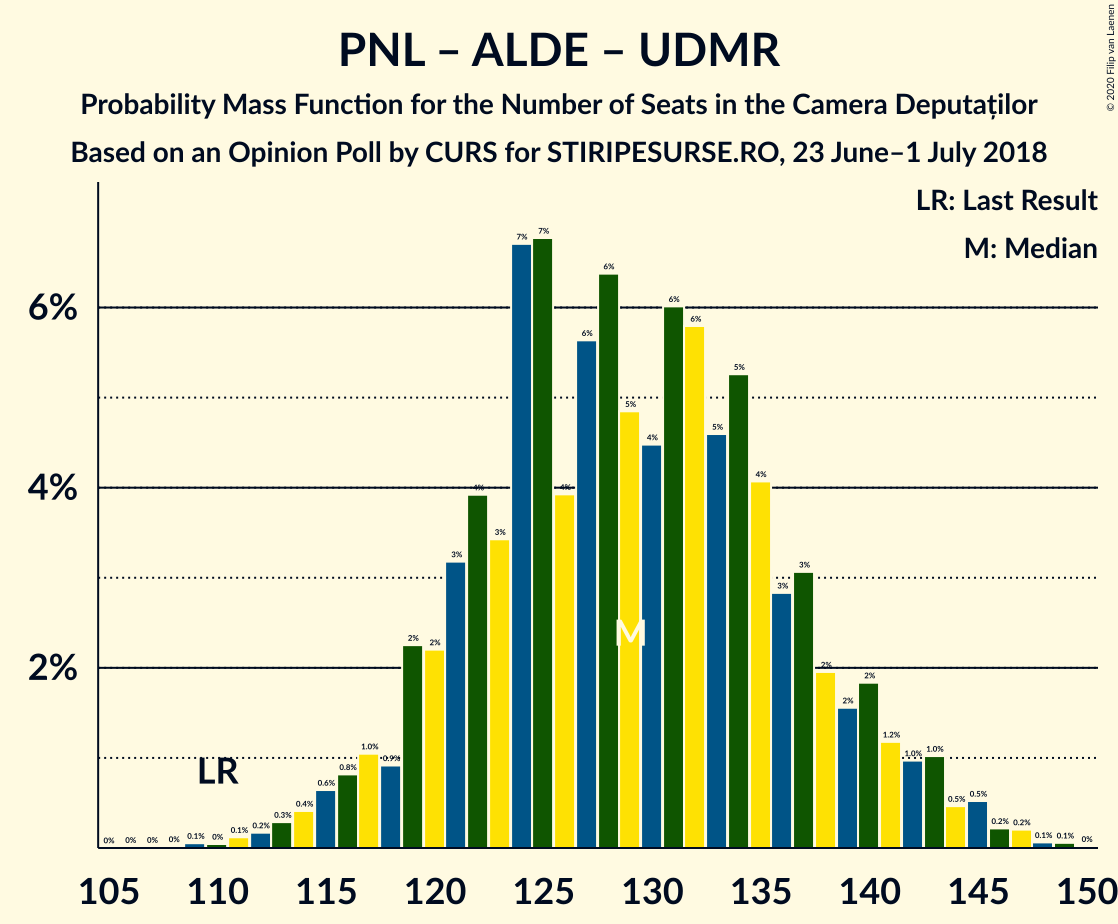 PNL – ALDE – UDMR
Probability Mass Function for the Number of Seats in the Camera Deputaților
Based on an Opinion Poll by CURS for STIRIPESURSE.RO, 23 June–1 July 2018
© 2020 Filip van Laenen
LR: Last Result
M: Median
6%
4%
2%
0% 0% 0% 0% 0.1% 0% 0.1% 0.2% 0.3% 0.4% 0.6% 0.8% 1.0% 0.9% 2% 2% 3% 4% 3% 7% 7% 4% 6% 6% 5% 4% 6% 6% 5% 5% 4% 3% 3% 2% 2% 2% 1.2% 1.0% 1.0% 0.5% 0.5% 0.2% 0.2% 0.1% 0.1% 0%
M
LR
105 110 115 120 125 130 135 140 145 150